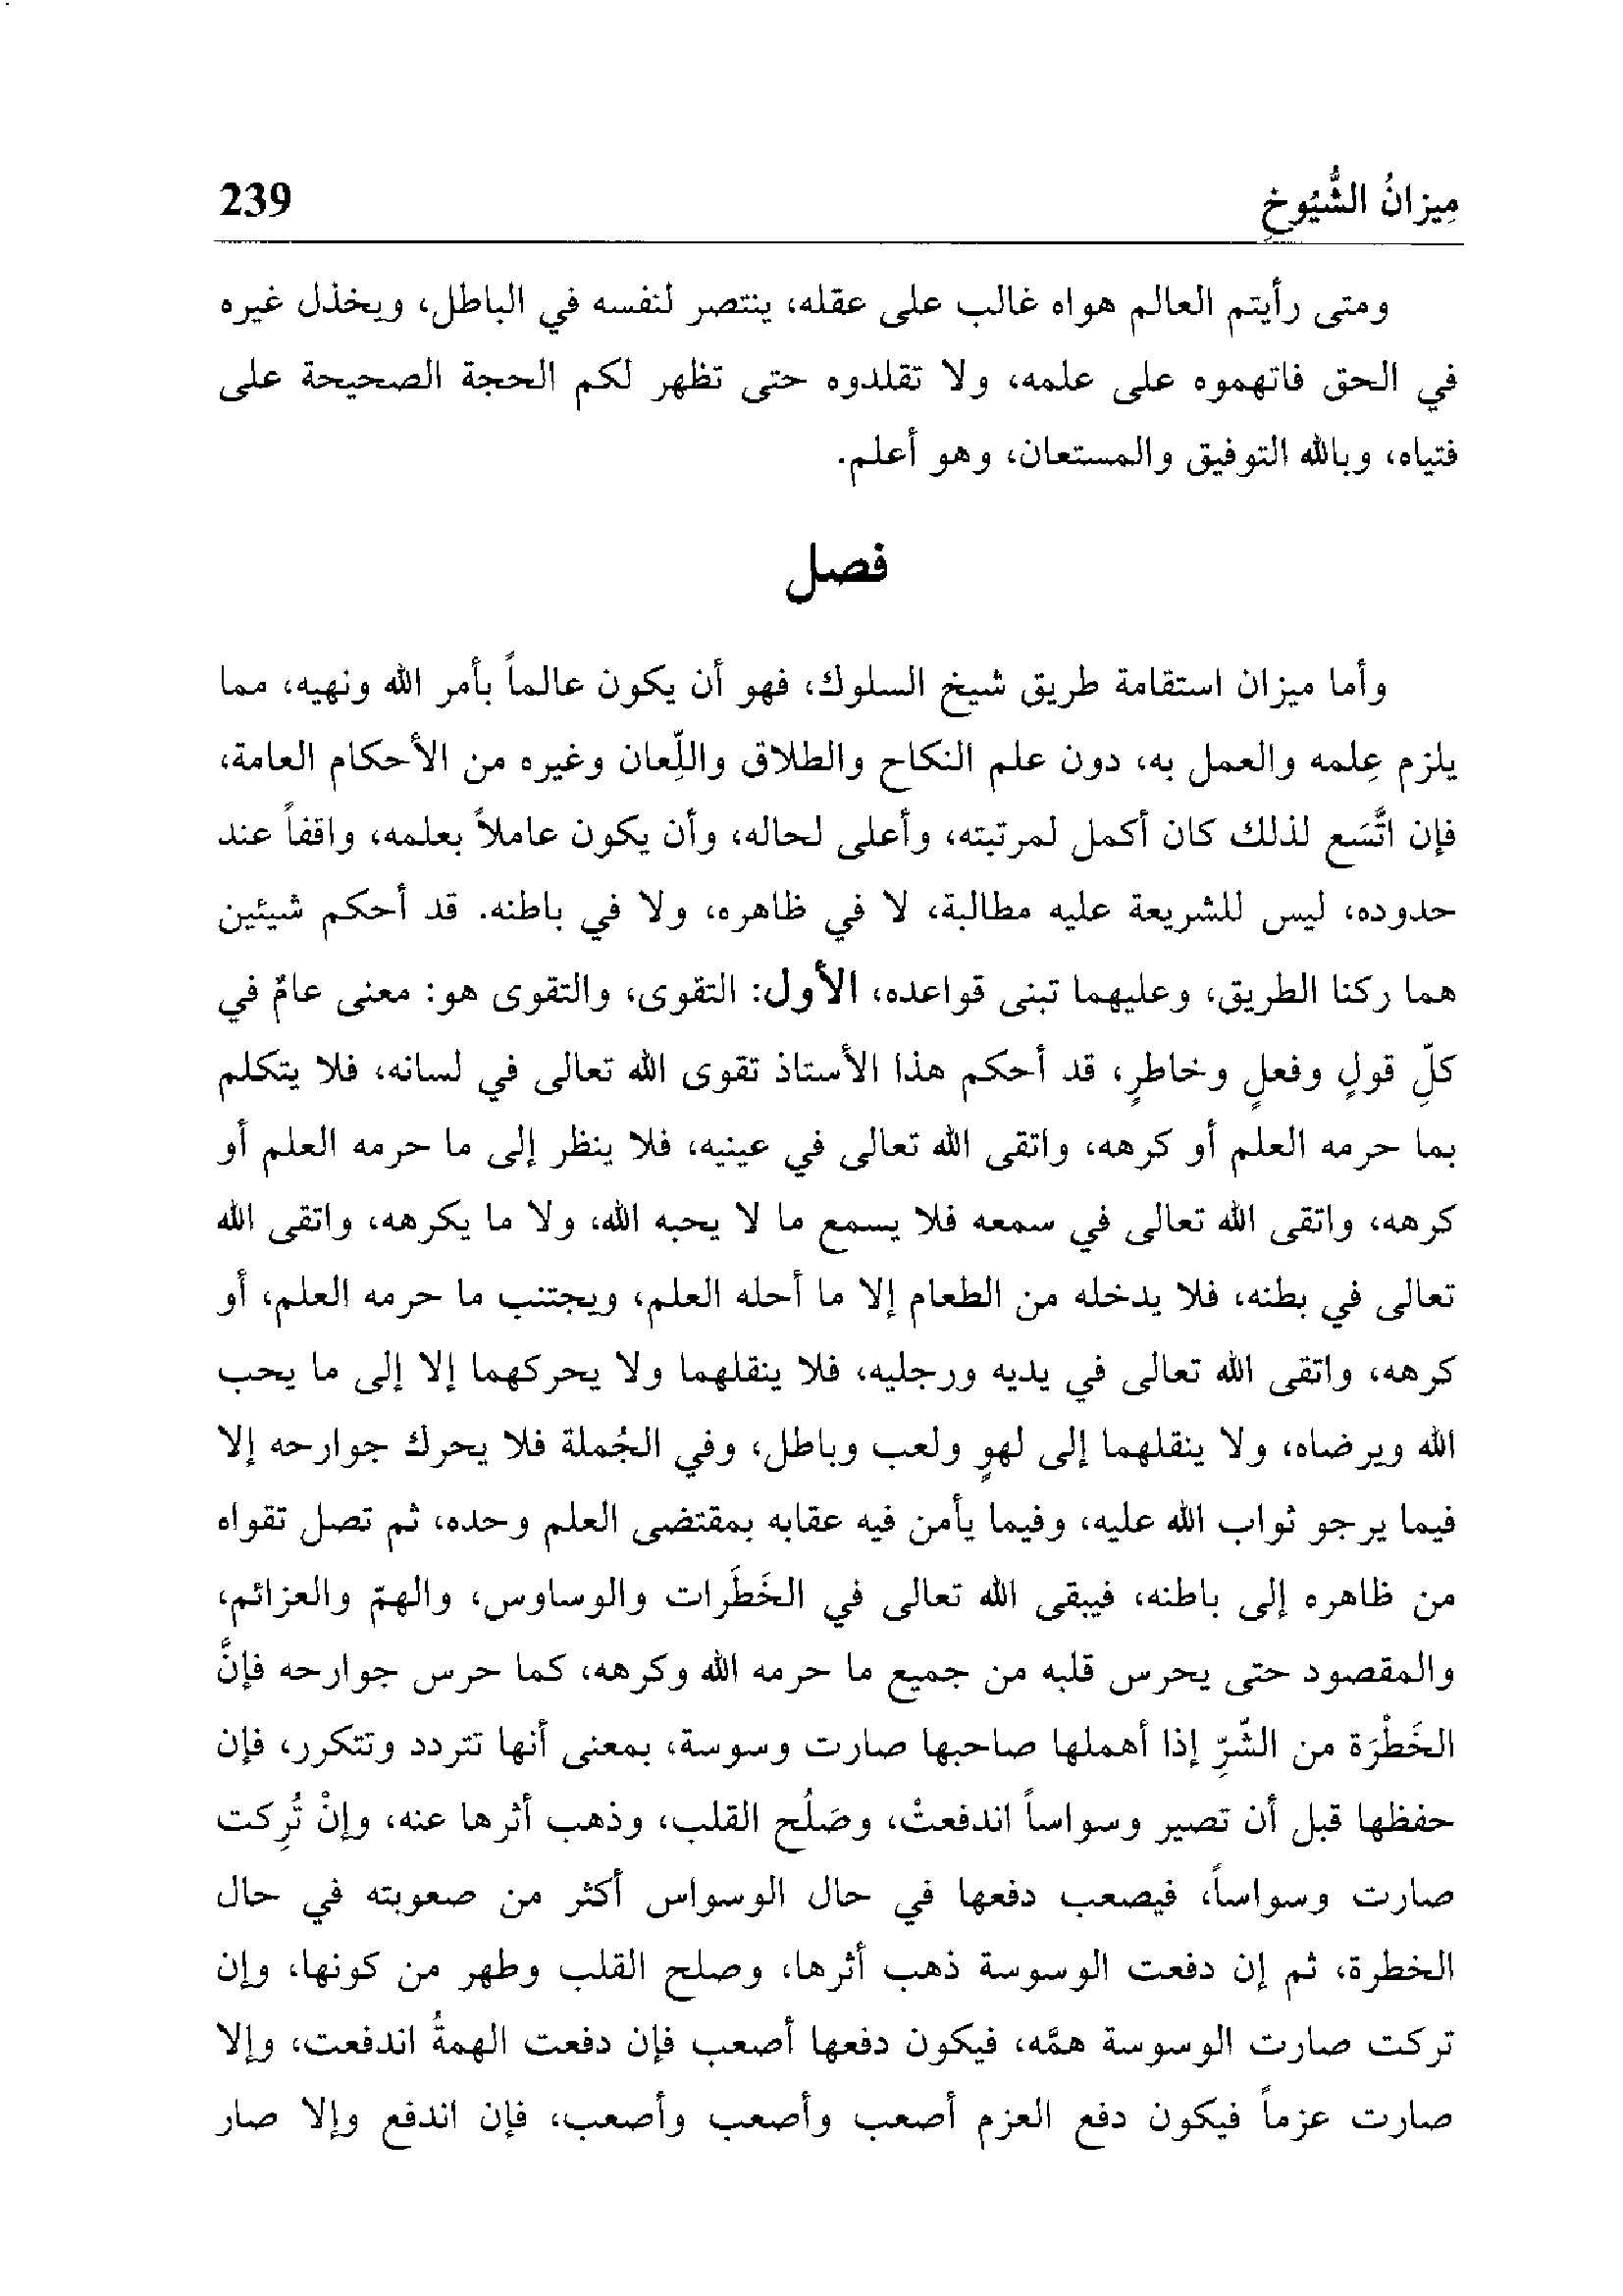 ميزانُ الشُّيُوخِ 239
ومتى رأيتم العالم هواه غالب على عقله، ينتصر لنفسه في الباطل، ويخذل غيره
في الحق فاتهموه على علمه، ولا تقلدوه حتى تظهر لكم الحجة الصحيحة على
فتياه، وبالله التوفيق والمستعان، وهو أعلم.
فصل
وأما ميزان استقامة طريق شيخ السلوك، فهو أن يكون عالماً بأمر الله ونهيه، مما
يلزم عِلمه والعمل به، دون علم النكاح والطلاق واللِّعان وغيره من الأحكام العامة،
فإن اتَّسَع لذلك كان أكمل لمرتبته، وأعلى لحاله، وأن يكون عاملاً بعلمه، واقفاً عند
حدوده، ليس للشريعة عليه مطالبة، لا في ظاهره، ولا في باطنه. قد أحكم شيئين
هما ركنا الطريق، وعليهما تبنى قواعده، الأول: التقوى، والتقوى هو: معنى عامٌ في
كلِّ قولٍ وفعلٍ وخاطرٍ، قد أحكم هذا الأستاذ تقوى الله تعالى في لسانه، فلا يتكلم
بما حرمه العلم أو كرهه، واتقى الله تعالى في عينيه، فلا ينظر إلى ما حرمه العلم أو
كرهه، واتقى الله تعالى في سمعه فلا يسمع ما لا يحبه الله، ولا ما يكرهه، واتقى الله
تعالى في بطنه، فلا يدخله من الطعام إلا ما أحله العلم، ويجتنب ما حرمه العلم، أو
كرهه، واتقى الله تعالى في يديه ورجليه، فلا ينقلهما ولا يحركهما إلا إلى ما يحب
الله ويرضاه، ولا ينقلهما إلى لهوٍ ولعب وباطل، وفي الجُملة فلا يحرك جوارحه إلا
فيما يرجو ثواب الله عليه، وفيما يأمن فيه عقابه بمقتضى العلم وحده، ثم تصل تقواه
من ظاهره إلى باطنه، فيبقى الله تعالى في الخَطَرات والوساوس، والهمّ والعزائم،
والمقصود حتى يحرس قلبه من جميع ما حرمه الله وكرهه، كما حرس جوارحه فإنَّ
الخَطْرَة من الشّرِّ إذا أهملها صاحبها صارت وسوسة، بمعنى أنها تتردد وتتكرر، فإن
حفظها قبل أن تصير وسواساً اندفعتْ، وصَلُح القلب، وذهب أثرها عنه، وإنْ تُرِكت
صارت وسواساً، فيصعب دفعها في حال الوسواس أكثر من صعوبته في حال
الخطرة، ثم إن دفعت الوسوسة ذهب أثرها، وصلح القلب وطهر من كونها، وإن
تركت صارت الوسوسة همَّه، فيكون دفعها أصعب فإن دفعت الهمةُ اندفعت، وإلا
صارت عزماً فيكون دفع العزم أصعب وأصعب وأصعب، فإن اندفع وإلا صار